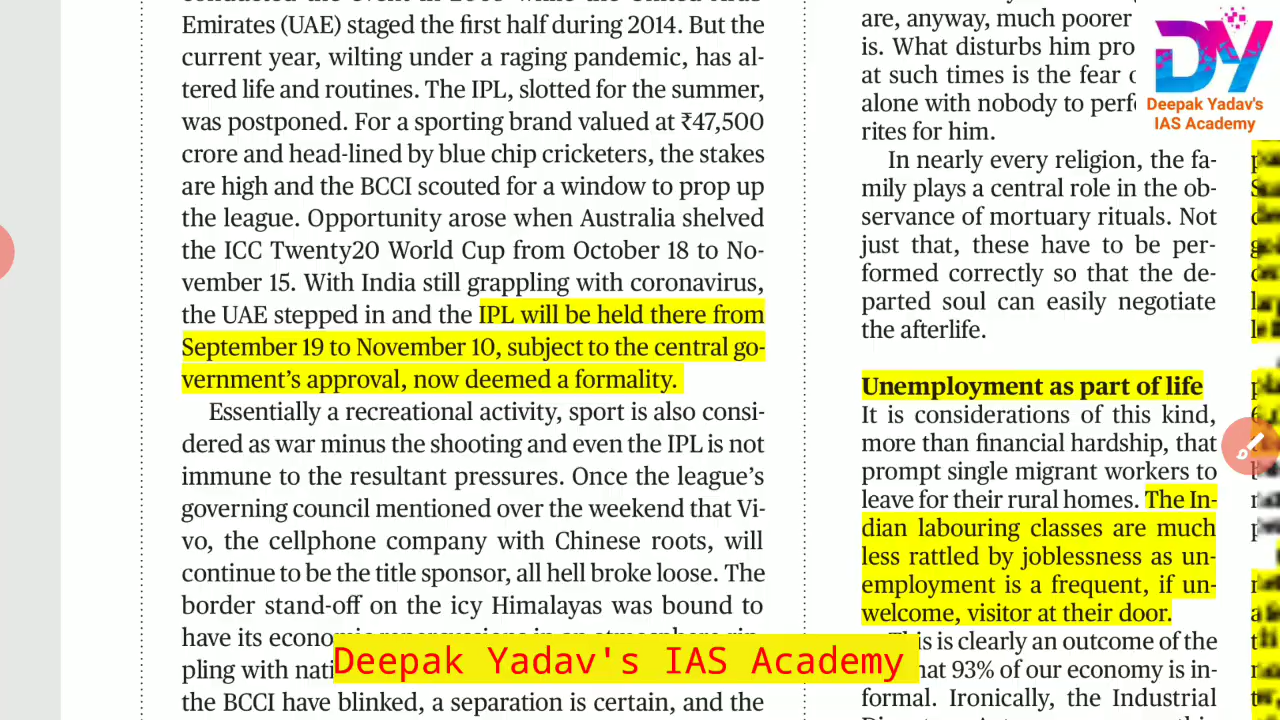 Emirates (UAE) staged the first half during 2014. But the
current year, wilting under a raging pandemic, has al-
tered life and routines. The IPL, slotted for the summer,
was postponed. For a sporting brand valued at ₹47,500
crore and head-lined by blue chip cricketers, the stakes
are high and the BCCI scouted for a window to prop up
the league. Opportunity arose when Australia shelved
the ICC Twenty20 World Cup from October 18 to No-
vember 15. With India still grappling with coronavirus,
the UAE stepped in and the IPL will be held there from
September 19 to November 10, subject to the central go-
vernment's approval, now deemed a formality.
Essentially a recreational activity, sport is also consi-
dered as war minus the shooting and even the IPL is not
immune to the resultant pressures. Once the league's
governing council mentioned over the weekend that Vi-
vo, the cellphone company with Chinese roots, will
continue to be the title sponsor, all hell broke loose. The
border stand-off on the icy Himalayas was bound to
have its
pling with
the BCCI have blinked, a separation is certain, and the
are, anyway, much poorer
is. What disturbs him
at such times is the fear
alone with nobody to
rites for him.
In nearly every religion, the fa-
mily plays a central role in the ob-
servance of mortuary rituals. Not
just that, these have to be per-
formed correctly so that the de-
parted soul can easily negotiate
the afterlife.
Unemployment as part of life
It is considerations of this kind,
more than financial hardship, that
prompt single migrant workers to
leave for their rural homes. The In-
dian labouring classes are much
less rattled by joblessness as un-
employment is a frequent, if un-
welcome, visitor at their door.
is is clearly an outcome of the
93% of our economy is in-
formal. Ironically, the Industrial
DY
Deepak Yadav's
IAS Academy
Deepak Yadav's IAS Academy